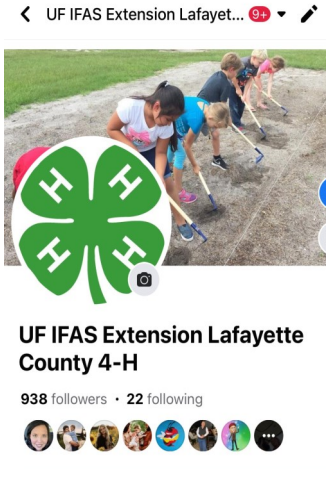 UF IFAS Extension Lafayet... 9+
H H
H H
UF IFAS Extension Lafayette
County 4-H
938 followers • 22 following